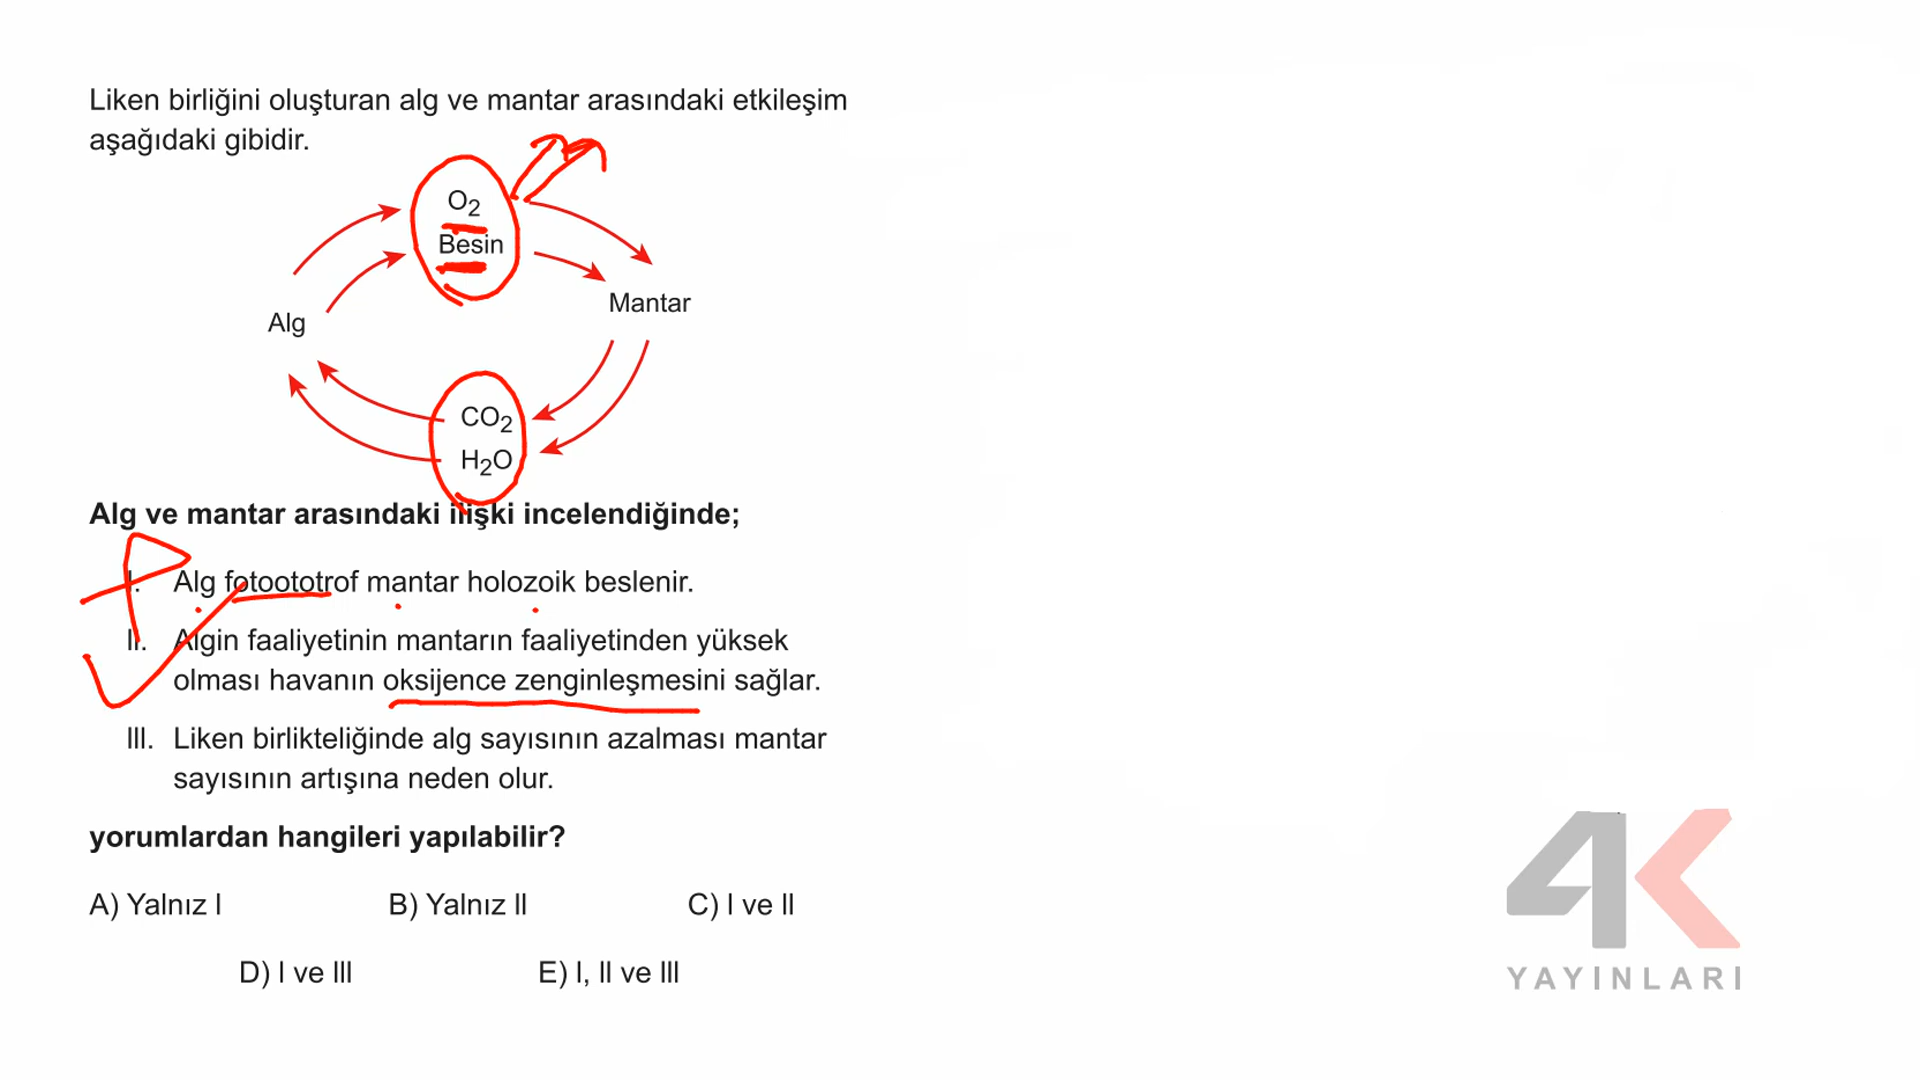 Liken birliğini oluşturan alg ve mantar arasındaki etkileşim
aşağıdaki gibidir.
O2
Besin
Mantar
Alg
CO2
H2O
Alg ve mantar arasındaki ilişki incelendiğinde;
I. Alg fotoototrof mantar holozoik beslenir.
II. Algin faaliyetinin mantarın faaliyetinden yüksek
olması havanın oksijence zenginleşmesini sağlar.
III. Liken birlikteliğinde alg sayısının azalması mantar
sayısının artışına neden olur.
yorumlardan hangileri yapılabilir?
A) Yalnız I B) Yalnız II C) I ve II
D) I ve III E) I, II ve III
4K
YAYINLARI